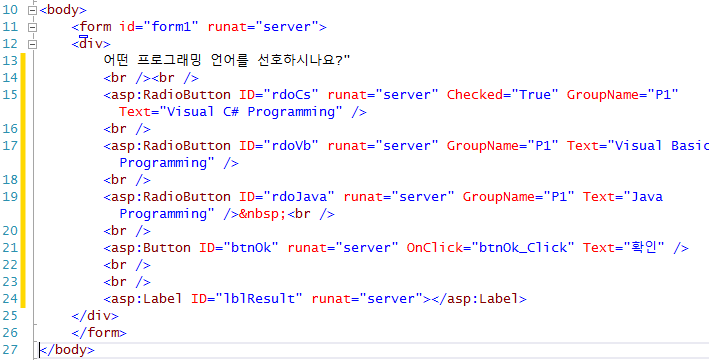 10 <body>
11 <form id="form1" runat="server">
12 <div>
13 어떤 프로그래밍 언어를 선호하시나요?"
14 <br /><br />
15 <asp:RadioButton ID="rdoCs" runat="server" Checked="True" GroupName="P1"
Text="Visual C# Programming" />
16 <br />
17 <asp:RadioButton ID="rdoVb" runat="server" GroupName="P1" Text="Visual Basic
Programming" />
18 <br />
19 <asp:RadioButton ID="rdoJava" runat="server" GroupName="P1" Text="Java
Programming" />&nbsp;<br />
20 <br />
21 <asp:Button ID="btnOk" runat="server" OnClick="btnOk_Click" Text="확인" />
22 <br />
23 <br />
24 <asp:Label ID="lblResult" runat="server"></asp:Label>
25 </div>
26 </form>
27 </body>